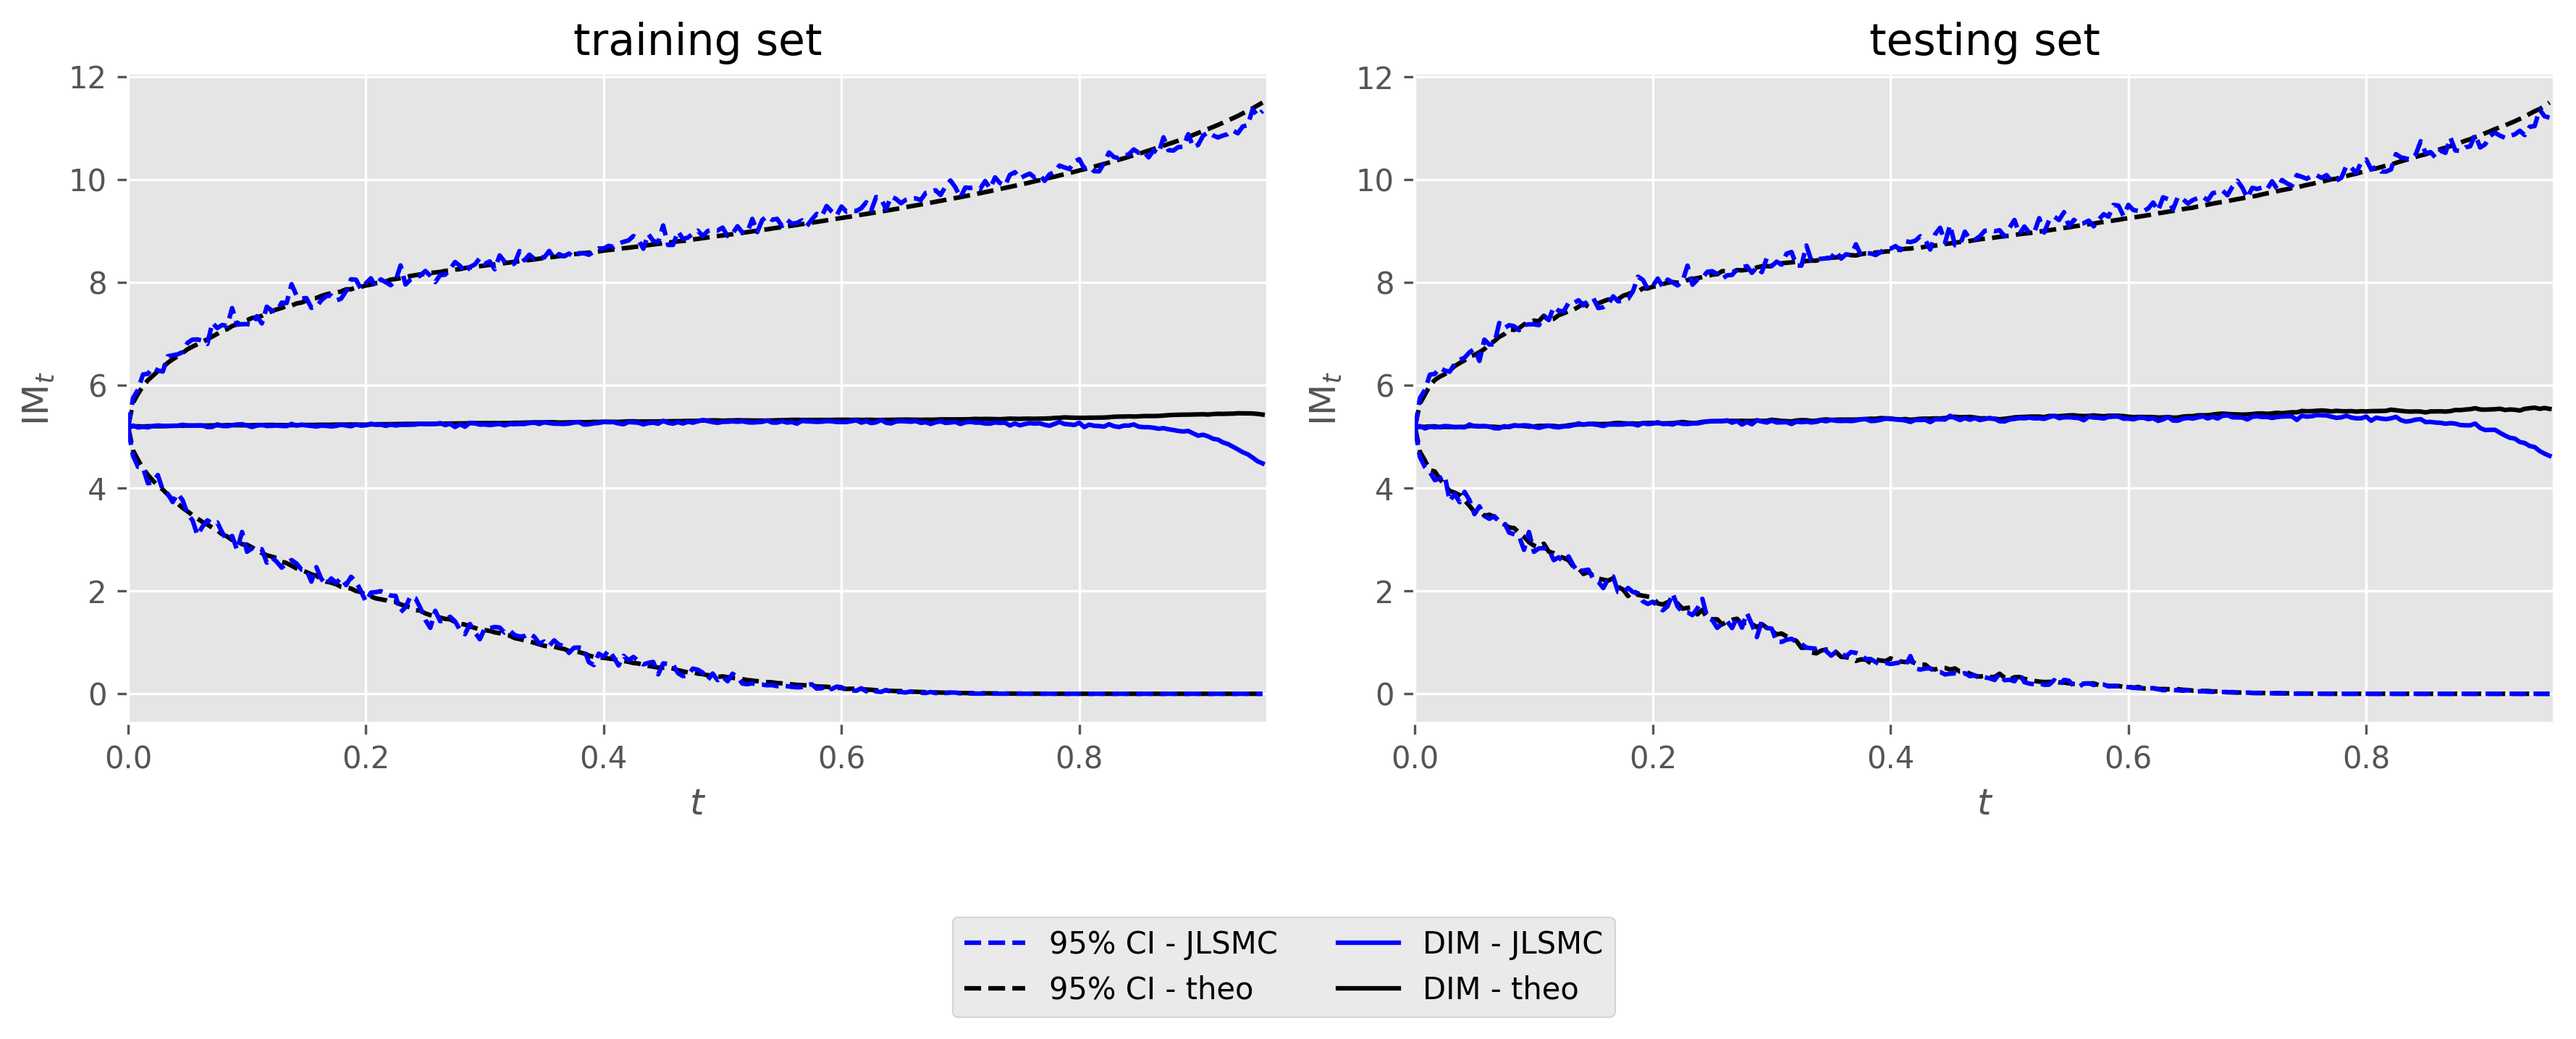 training set
12
10
8
6
4
2
0
IM_t
0.0 0.2 0.4 0.6 0.8
t
testing set
12
10
8
6
4
2
0
IM_t
0.0 0.2 0.4 0.6 0.8
t
95% CI - JLSMC
95% CI - theo
DIM - JLSMC
DIM - theo